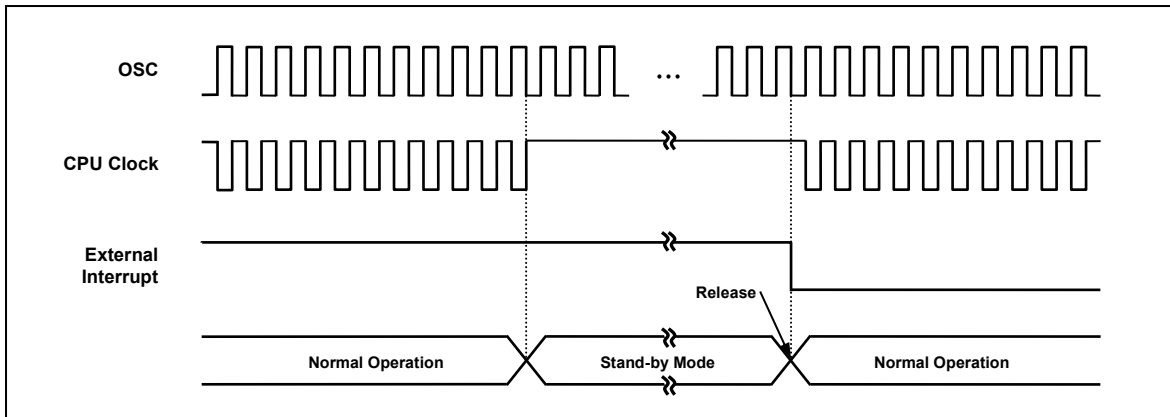 OSC
...
CPU Clock
External
Interrupt
Release
Normal Operation
Stand-by Mode
Normal Operation